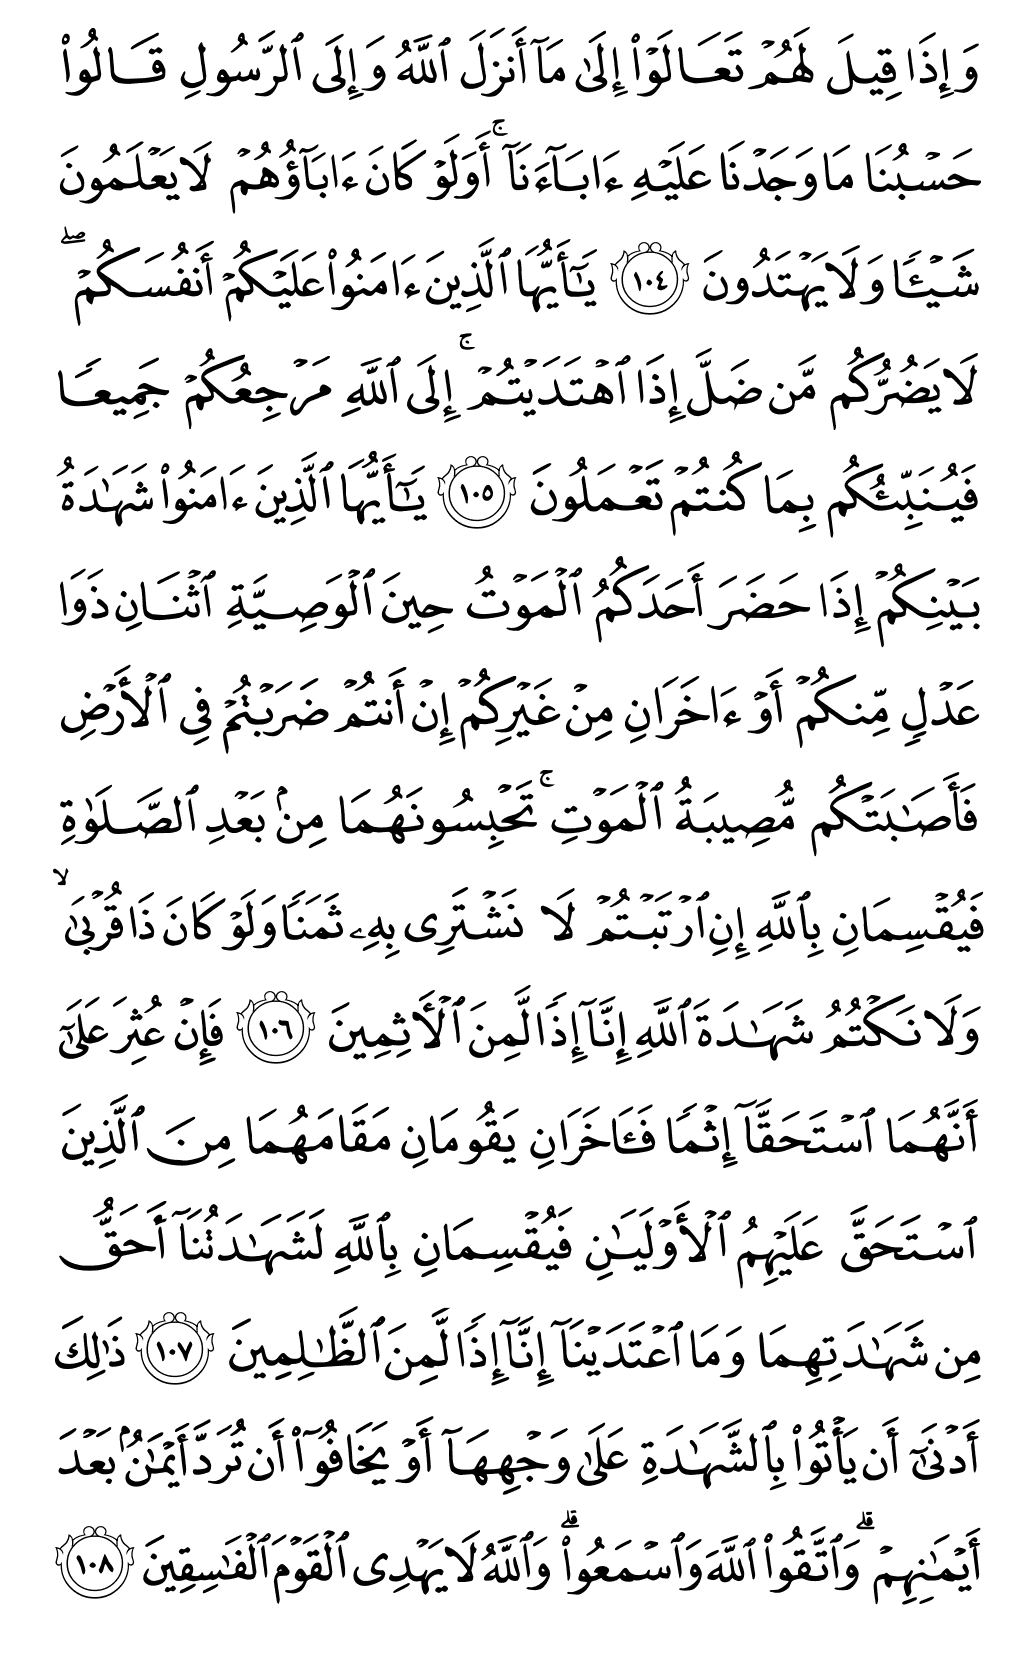 وَإِذَا قِيلَ لَهُمۡ تَعَالَوۡاْ إِلَىٰ مَآ أَنزَلَ ٱللَّهُ وَإِلَى ٱلرَّسُولِ قَالُواْ
حَسۡبُنَا مَا وَجَدۡنَا عَلَيۡهِ ءَابَآءَنَآۚ أَوَلَوۡ كَانَ ءَابَآؤُهُمۡ لَا يَعۡلَمُونَ
شَيۡـٔٗا وَلَا يَهۡتَدُونَ ١٠٤ يَـٰٓأَيُّهَا ٱلَّذِينَ ءَامَنُواْ عَلَيۡكُمۡ أَنفُسَكُمۡۖ
لَا يَضُرُّكُم مَّن ضَلَّ إِذَا ٱهۡتَدَيۡتُمۡۚ إِلَى ٱللَّهِ مَرۡجِعُكُمۡ جَمِيعٗا
فَيُنَبِّئُكُم بِمَا كُنتُمۡ تَعۡمَلُونَ ١٠٥ يَـٰٓأَيُّهَا ٱلَّذِينَ ءَامَنُواْ شَهَـٰدَةُ
بَيۡنِكُمۡ إِذَا حَضَرَ أَحَدَكُمُ ٱلۡمَوۡتُ حِينَ ٱلۡوَصِيَّةِ ٱثۡنَانِ ذَوَا
عَدۡلٖ مِّنكُمۡ أَوۡ ءَاخَرَانِ مِنۡ غَيۡرِكُمۡ إِنۡ أَنتُمۡ ضَرَبۡتُمۡ فِي ٱلۡأَرۡضِ
فَأَصَـٰبَتۡكُم مُّصِيبَةُ ٱلۡمَوۡتِۚ تَحۡبِسُونَهُمَا مِنۢ بَعۡدِ ٱلصَّلَوٰةِ
فَيُقۡسِمَانِ بِٱللَّهِ إِنِ ٱرۡتَبۡتُمۡ لَا نَشۡتَرِي بِهِۦ ثَمَنٗا وَلَوۡ كَانَ ذَا قُرۡبَىٰ ۙ
وَلَا نَكۡتُمُ شَهَـٰدَةَ ٱللَّهِ إِنَّآ إِذٗا لَّمِنَ ٱلۡأٓثِمِينَ ١٠٦ فَإِنۡ عُثِرَ عَلَىٰٓ
أَنَّهُمَا ٱسۡتَحَقَّآ إِثۡمٗا فَـَٔاخَرَانِ يَقُومَانِ مَقَامَهُمَا مِنَ ٱلَّذِينَ
ٱسۡتَحَقَّ عَلَيۡهِمُ ٱلۡأَوۡلَيَـٰنِ فَيُقۡسِمَانِ بِٱللَّهِ لَشَهَـٰدَتُنَآ أَحَقُّ
مِن شَهَـٰدَتِهِمَا وَمَا ٱعۡتَدَيۡنَآ إِنَّآ إِذٗا لَّمِنَ ٱلظَّـٰلِمِينَ ١٠٧ ذَٰلِكَ
أَدۡنَىٰٓ أَن يَأۡتُواْ بِٱلشَّهَـٰدَةِ عَلَىٰ وَجۡهِهَآ أَوۡ يَخَافُوٓاْ أَن تُرَدَّ أَيۡمَـٰنُۢ بَعۡدَ
أَيۡمَـٰنِهِمۡۗ وَٱتَّقُواْ ٱللَّهَ وَٱسۡمَعُواْۗ وَٱللَّهُ لَا يَهۡدِي ٱلۡقَوۡمَ ٱلۡفَـٰسِقِينَ ١٠٨